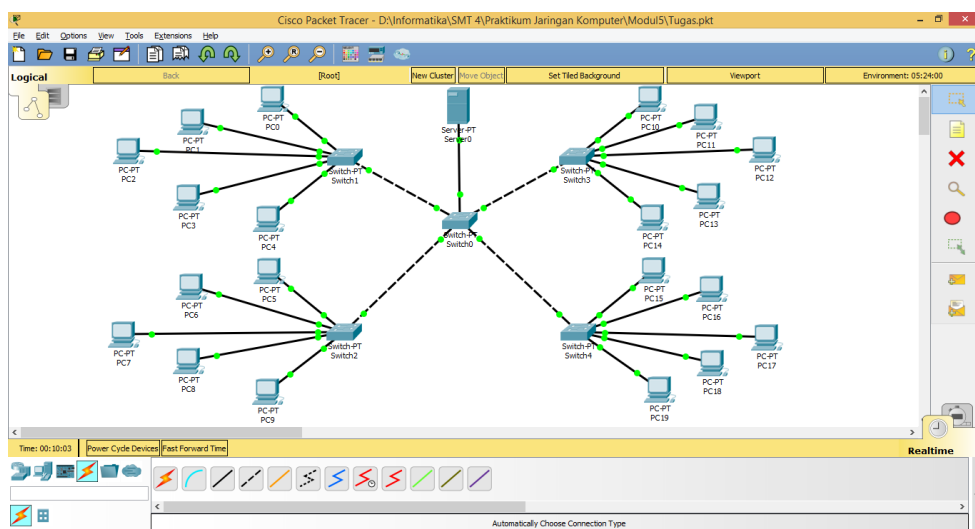 Cisco Packet Tracer - D:\Informatika\SMT 4\Praktikum Jaringan Komputer\Modul5\Tugas.pkt
File Edit Options View Tools Extensions Help
Logical Back [Root] New Cluster Move Object Set Tiled Background Viewport Environment: 05:24:00
PC-PT
PC0
PC-PT
PC1
PC-PT
PC2
PC-PT
PC3
PC-PT
PC4
Switch-PT
Switch1
Server-PT
Server0
PC-PT
PC10
PC-PT
PC11
PC-PT
PC12
PC-PT
PC13
PC-PT
PC14
Switch-PT
Switch3
Switch-PT
Switch0
PC-PT
PC5
PC-PT
PC6
PC-PT
PC7
PC-PT
PC8
PC-PT
PC9
Switch-PT
Switch2
PC-PT
PC15
PC-PT
PC16
PC-PT
PC17
PC-PT
PC18
PC-PT
PC19
Switch-PT
Switch4
Time: 00:10:03 Power Cycle Devices Fast Forward Time Realtime
Automatically Choose Connection Type